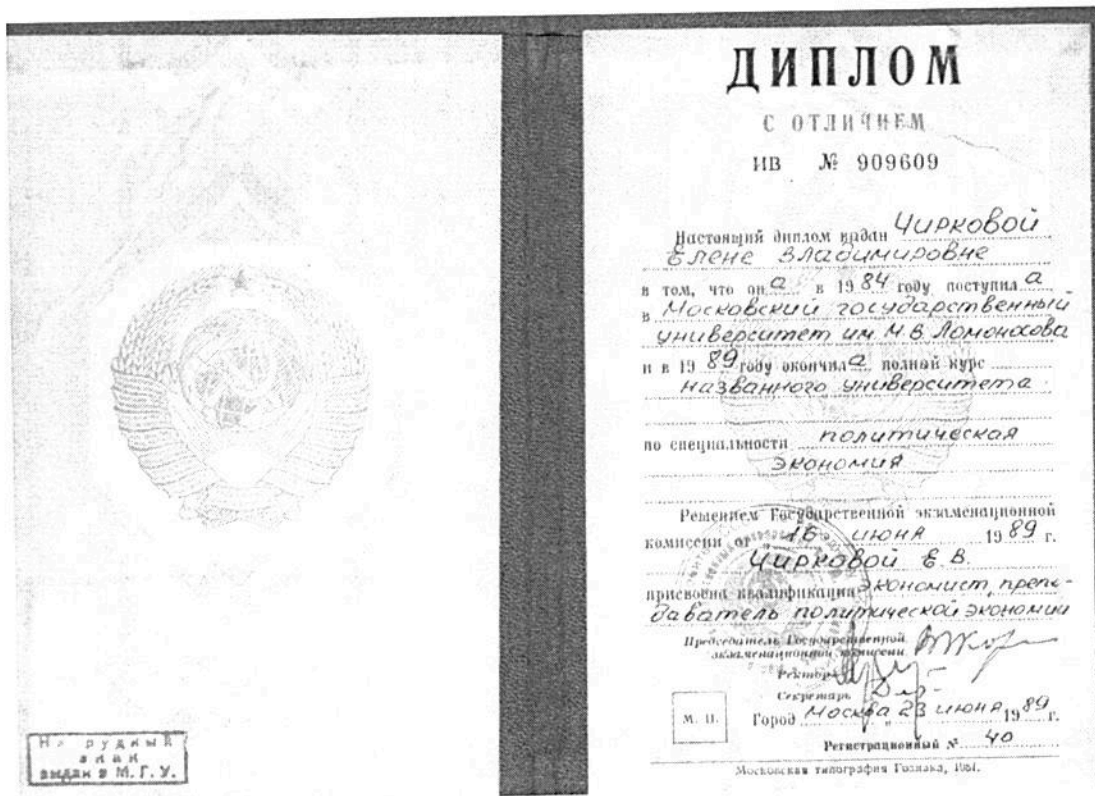 ДИПЛОМ
С ОТЛИЧИЕМ
ИВ № 909609
Настоящий диплом выдан Чирковой
Елене Владимировне
в том, что она в 1984 году поступила
в Московский государственный
университет им. М.В. Ломоносова
и в 1989 году окончила полный курс
названного университета
по специальности политическая
экономия
Решением Государственной экзаменационной
комиссии от 16 июня 1989 г.
Чирковой Е.В.
присвоена квалификация экономист, препо-
даватель политической экономии
Председатель Государственной
экзаменационной комиссии
Ректор
Секретарь
М. П.
Город Москва 23 июня 1989 г.
Регистрационный № 40
Московская типография Гознака, 1981.
Нагрудный
знак
выдан в М.Г.У.